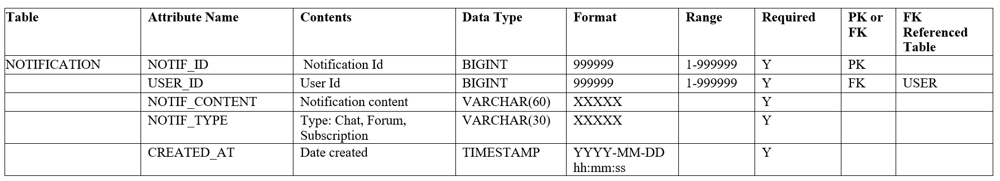 Table Attribute Name Contents Data Type Format Range Required PK or FK
FK Referenced
Table
NOTIFICATION NOTIF_ID Notification Id BIGINT 999999 1-999999 Y PK
USER_ID User Id BIGINT 999999 1-999999 Y FK USER
NOTIF_CONTENT Notification content VARCHAR(60) XXXXX Y
NOTIF_TYPE Type: Chat, Forum, VARCHAR(30) XXXXX Y
Subscription
CREATED_AT Date created TIMESTAMP YYYY-MM-DD Y
hh:mm:ss